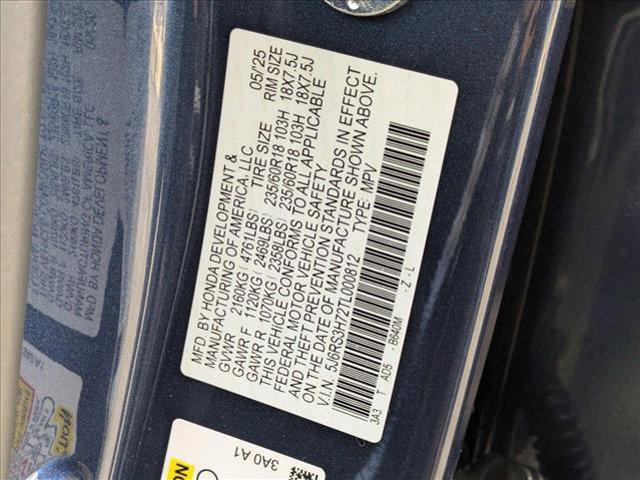 MFD BY HONDA DEVELOPMENT &
MANUFACTURING OF AMERICA, LLC 05/'25
GVWR 2160KG( 4761LBS) TIRE SIZE RIM SIZE
GAWR F 1120KG( 2469LBS) 235/60R18 103H 18X7.5J
GAWR R 1070KG( 2358LBS) 235/60R18 103H 18X7.5J
THIS VEHICLE CONFORMS TO ALL APPLICABLE
FEDERAL MOTOR VEHICLE SAFETY
AND THEFT PREVENTION STANDARDS IN EFFECT
ON THE DATE OF MANUFACTURE SHOWN ABOVE.
V.I.N. 5J6RS3H72TL000812 TYPE: MPV
3A3 T AD5 B640M -Z-L
3A0 A1
NO